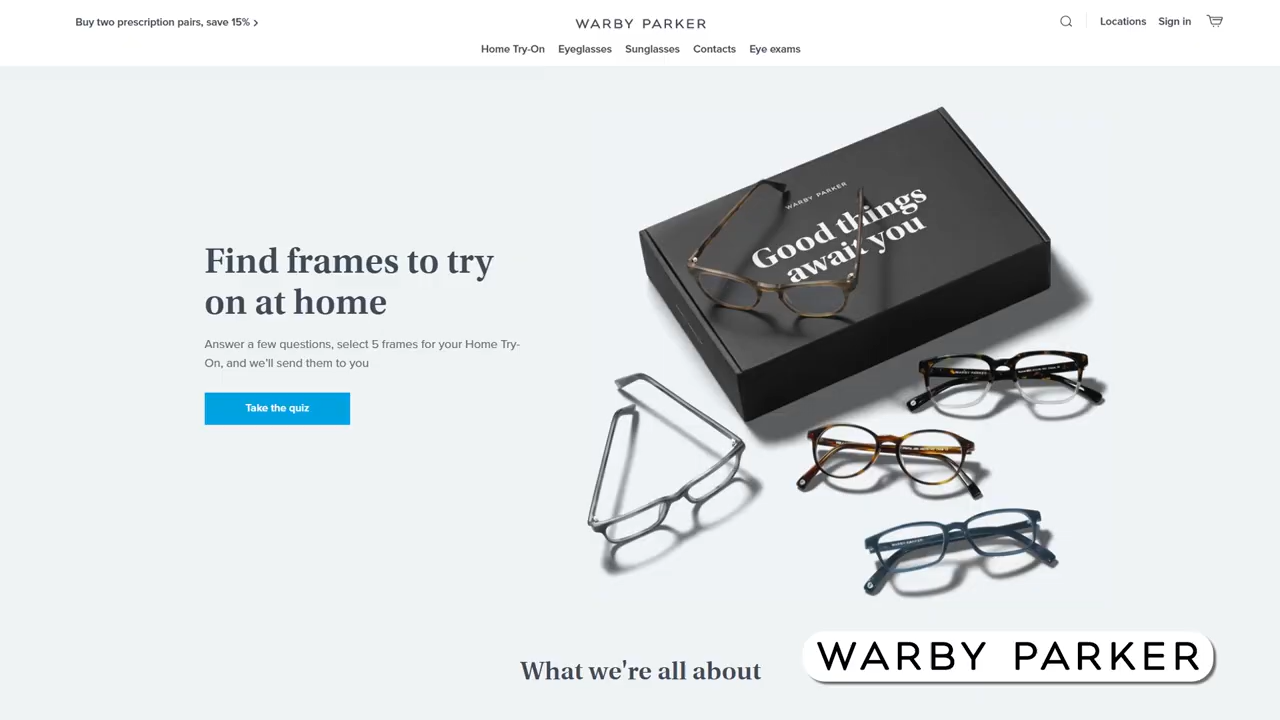 Buy two prescription pairs, save 15%
WARBY PARKER
Locations
Sign in
Home Try-On
Eyeglasses
Sunglasses
Contacts
Eye exams
WARBY PARKER
Good things
await you
Find frames to try
on at home
Answer a few questions, select 5 frames for your Home Try-
On, and we'll send them to you
Take the quiz
WARBY PARKER
What we're all about
WARBY PARKER